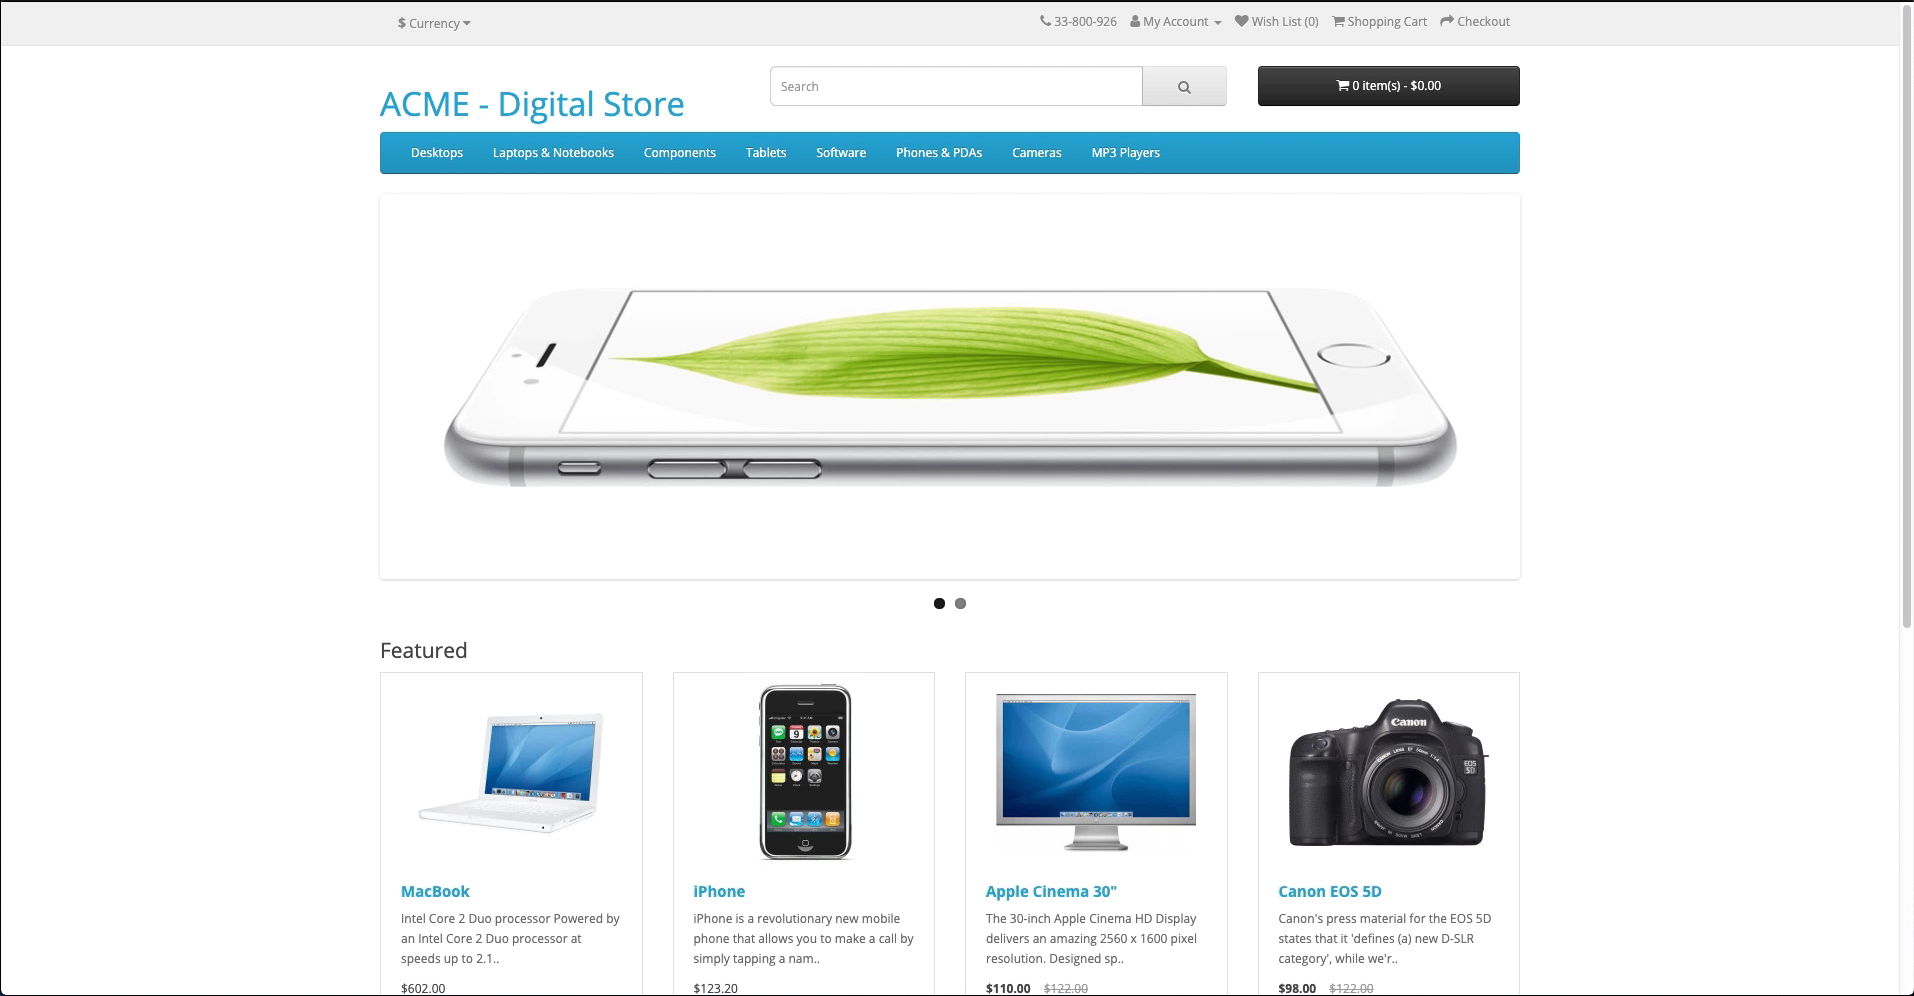 $ Currency
33-800-926 My Account Wish List (0) Shopping Cart Checkout
ACME - Digital Store
Search
0 item(s) - $0.00
Desktops Laptops & Notebooks Components Tablets Software Phones & PDAs Cameras MP3 Players
Featured
Canon
EOS
5D
MacBook
Intel Core 2 Duo processor Powered by
an Intel Core 2 Duo processor at
speeds up to 2.1..
$602.00
iPhone
iPhone is a revolutionary new mobile
phone that allows you to make a call by
simply tapping a nam..
$123.20
Apple Cinema 30"
The 30-inch Apple Cinema HD Display
delivers an amazing 2560 x 1600 pixel
resolution. Designed sp..
$110.00 $122.00
Canon EOS 5D
Canon's press material for the EOS 5D
states that it 'defines (a) new D-SLR
category', while we'r..
$98.00 $122.00